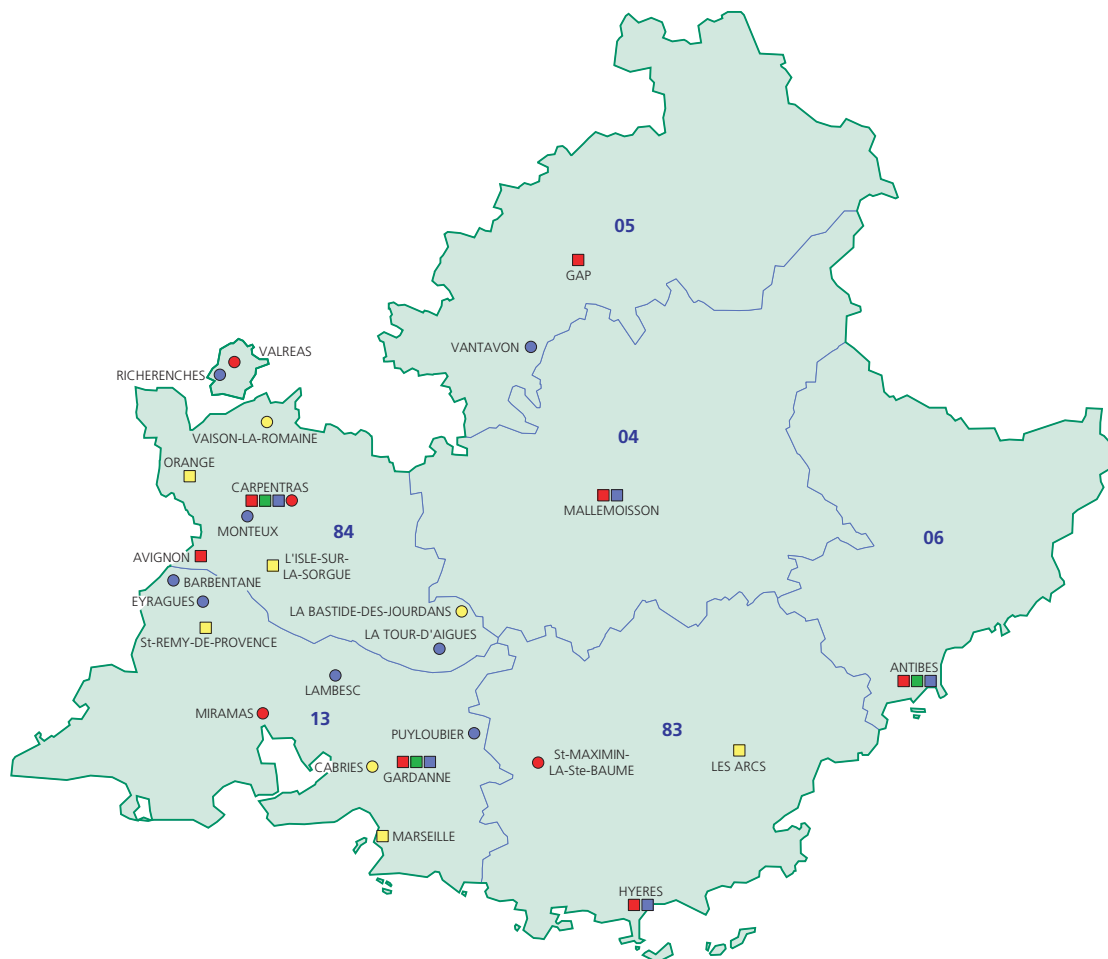 05
GAP
VANTAVON
VALREAS
RICHERENCHES
VAISON-LA-ROMAINE
04
ORANGE
CARPENTRAS
MALLEMOISSON
MONTEUX
84
06
AVIGNON
L'ISLE-SUR-
LA-SORGUE
BARBENTANE
EYRAGUES
LA BASTIDE-DES-JOURDANS
St-REMY-DE-PROVENCE
LA TOUR-D'AIGUES
ANTIBES
LAMBESC
MIRAMAS
13
PUYLOUBIER
83
St-MAXIMIN-
LA-Ste-BAUME
LES ARCS
CABRIES
GARDANNE
MARSEILLE
HYERES